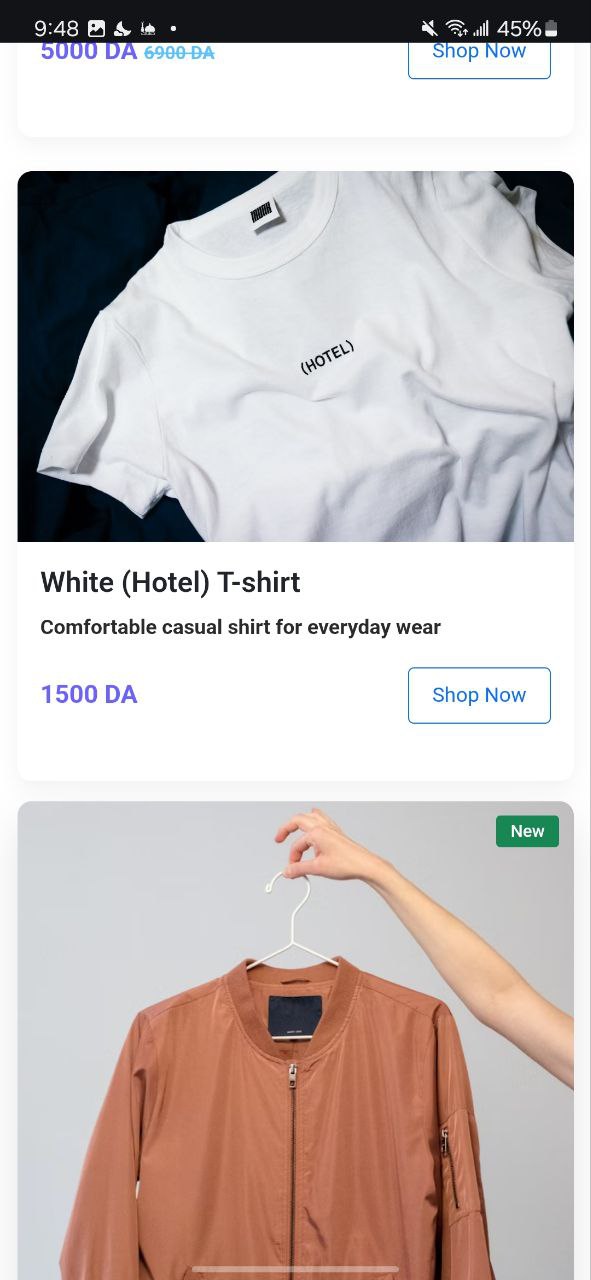 9:48
45%
5000 DA 6900 DA
Shop Now
(HOTEL)
White (Hotel) T-shirt
Comfortable casual shirt for everyday wear
1500 DA
Shop Now
New